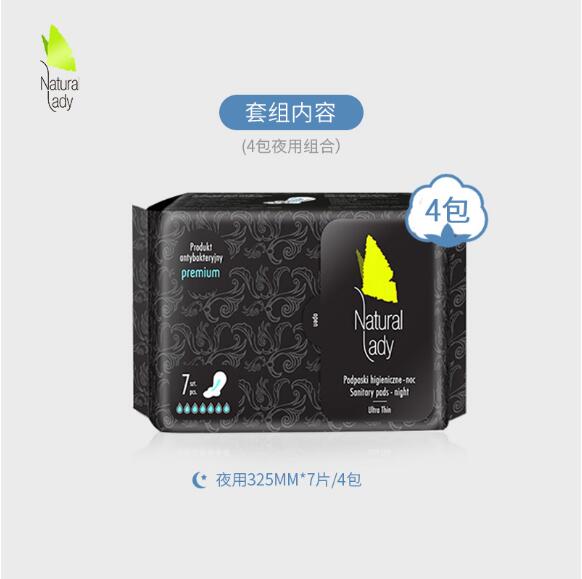 Natural
Lady
套组内容
(4包夜用组合)
4包
Produkt
antybakteryjny
premium
open
Natural
Lady
7 szt.
pcs.
Podpaski higieniczne - noc
Sanitary pads - night
Ultra Thin
夜用325MM*7片/4包